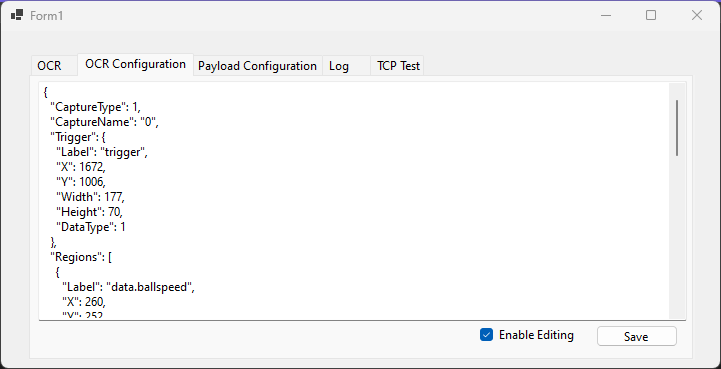 Form1
OCR
OCR Configuration
Payload Configuration
Log
TCP Test
{
"CaptureType": 1,
"CaptureName": "0",
"Trigger": {
"Label": "trigger",
"X": 1672,
"Y": 1006,
"Width": 177,
"Height": 70,
"DataType": 1
},
"Regions": [
{
"Label": "data.ballspeed",
"X": 260,
"Y": 252
Enable Editing
Save